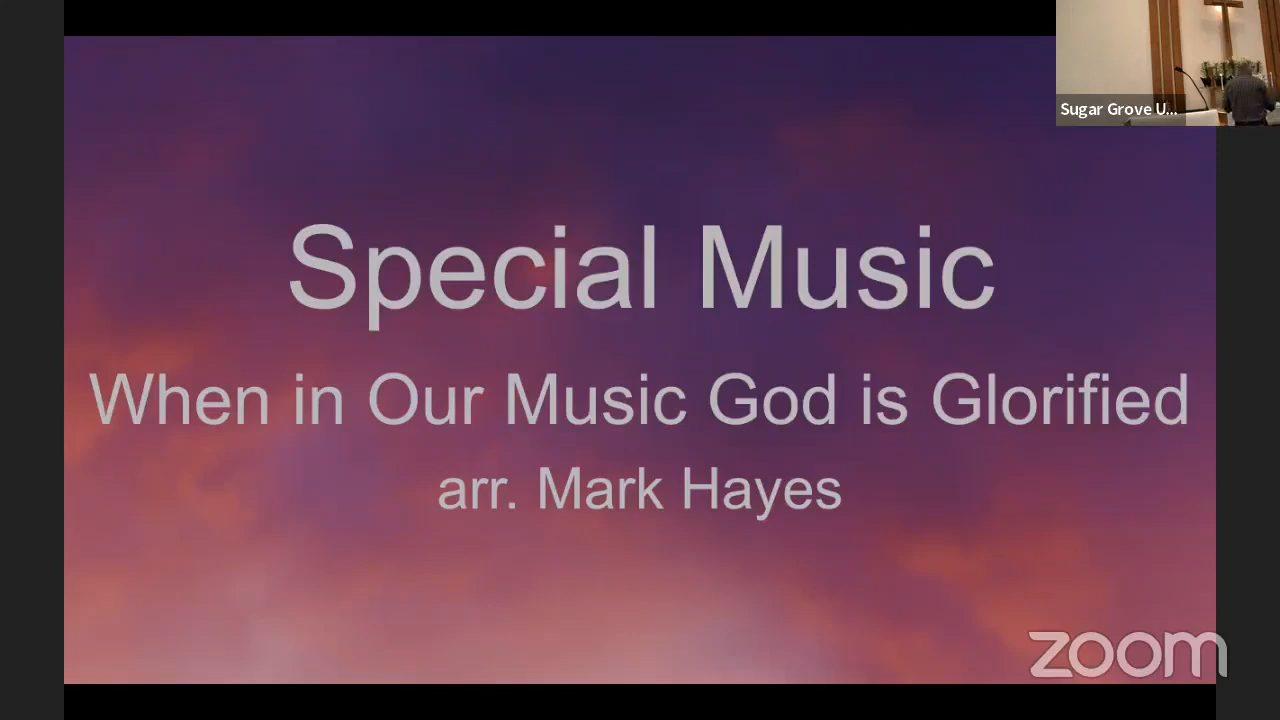 Sugar Grove U...
Special Music
When in Our Music God is Glorified
arr. Mark Hayes
zoom